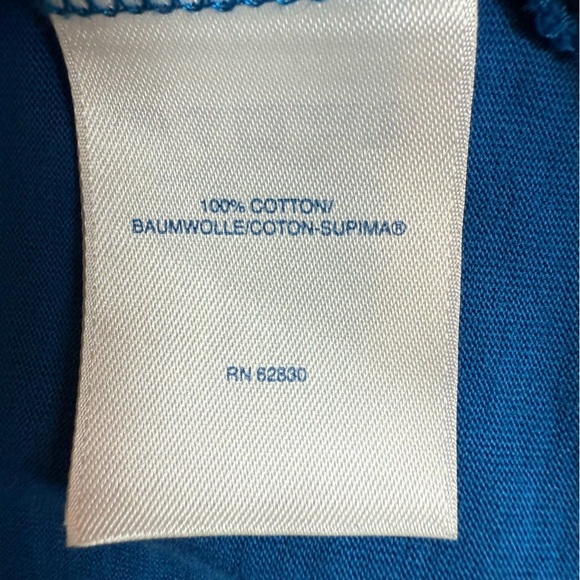 100% COTTON/
BAUMWOLLE/COTON-SUPIMA®
RN 62830